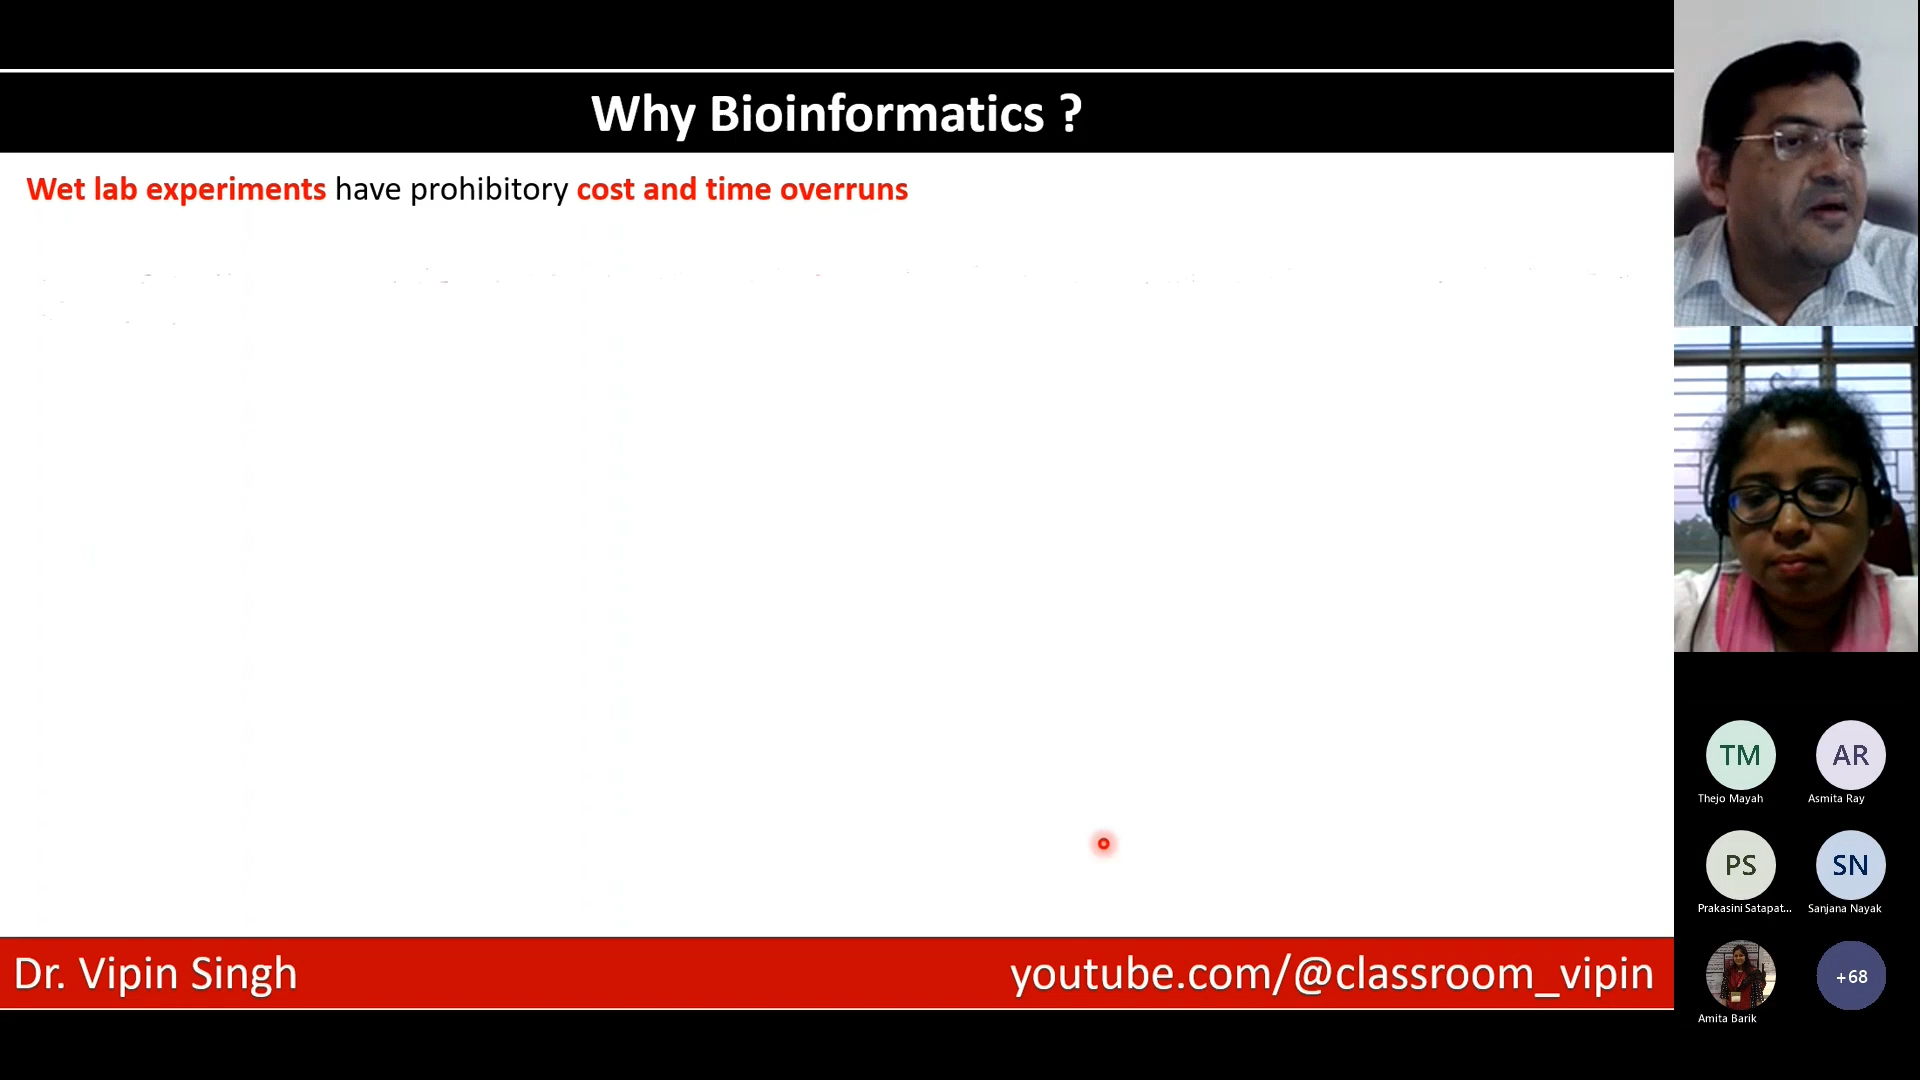 Why Bioinformatics ?
Wet lab experiments have prohibitory cost and time overruns
Dr. Vipin Singh
youtube.com/@classroom_vipin
TM
AR
Thejo Mayah
Asmita Ray
PS
SN
Prakasini Satapat...
Sanjana Nayak
+68
Amita Barik